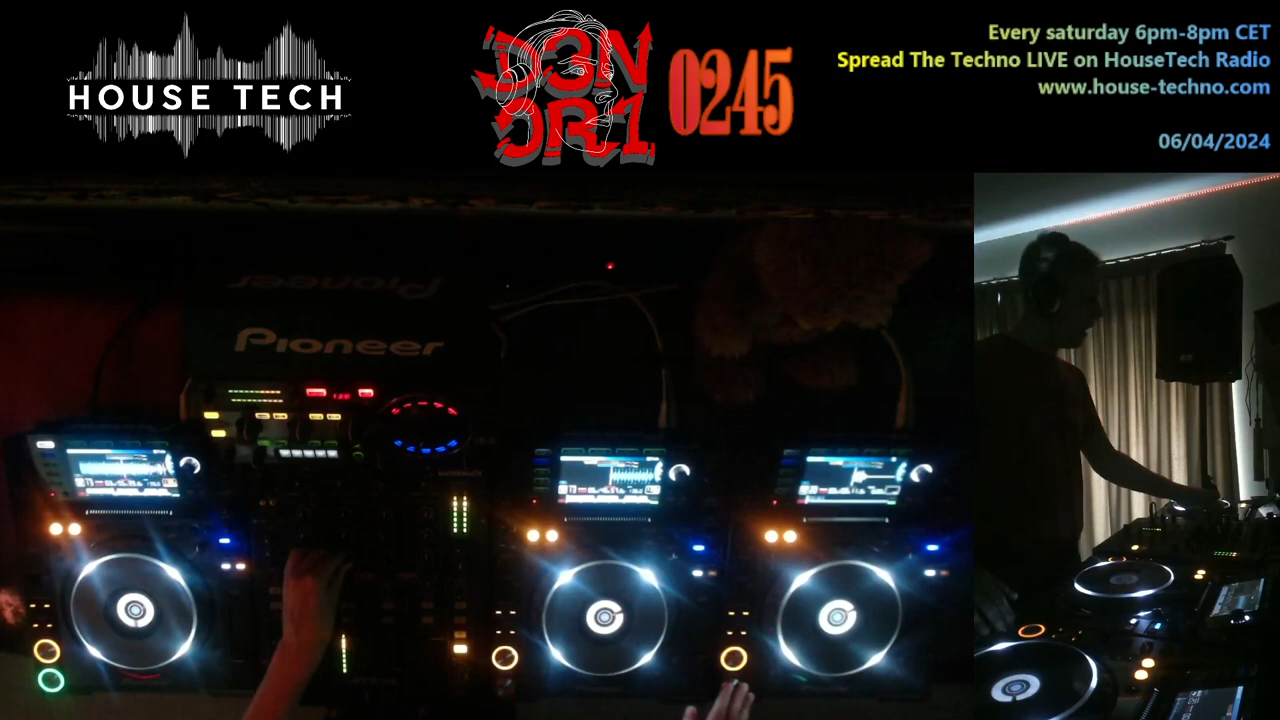 HOUSE TECH
D3N
DR1
0245
Every saturday 6pm-8pm CET
Spread The Techno LIVE on HouseTech Radio
www.house-techno.com
06/04/2024
Pioneer
Pioneer